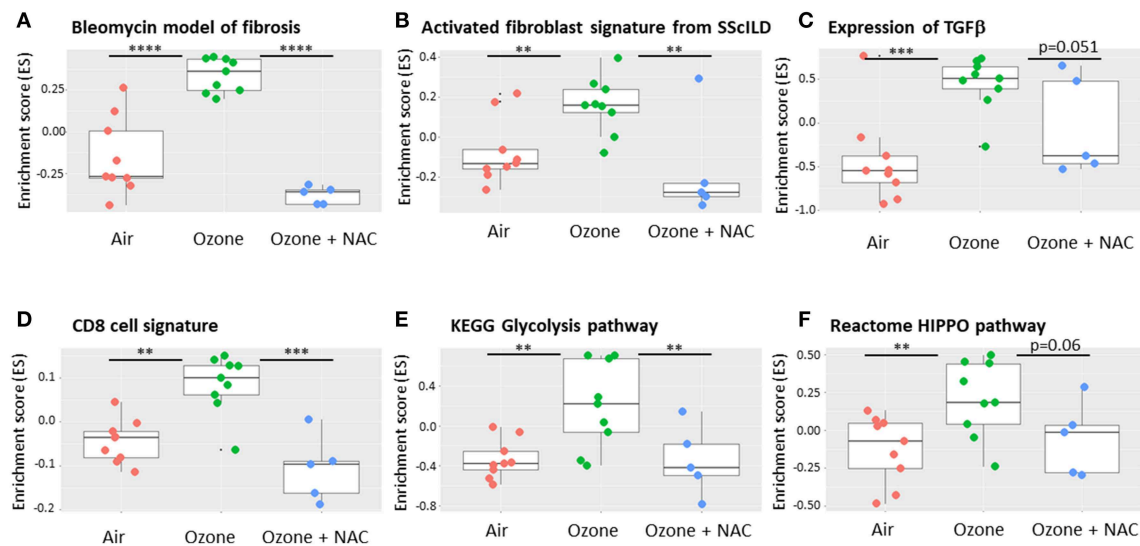 A Bleomycin model of fibrosis
**** ****
Enrichment score (ES)
0.25
0.00
-0.25
Air Ozone Ozone + NAC
B Activated fibroblast signature from SScILD
** **
Enrichment score (ES)
0.4
0.2
0.0
-0.2
Air Ozone Ozone + NAC
C Expression of TGFβ
*** p=0.051
Enrichment score (ES)
0.5
0.0
-0.5
-1.0
Air Ozone Ozone + NAC
D CD8 cell signature
** ***
Enrichment score (ES)
0.1
0.0
-0.1
-0.2
Air Ozone Ozone + NAC
E KEGG Glycolysis pathway
** **
Enrichment score (ES)
0.4
0.0
-0.4
-0.8
Air Ozone Ozone + NAC
F Reactome HIPPO pathway
** p=0.06
Enrichment score (ES)
0.50
0.25
0.00
-0.25
-0.50
Air Ozone Ozone + NAC